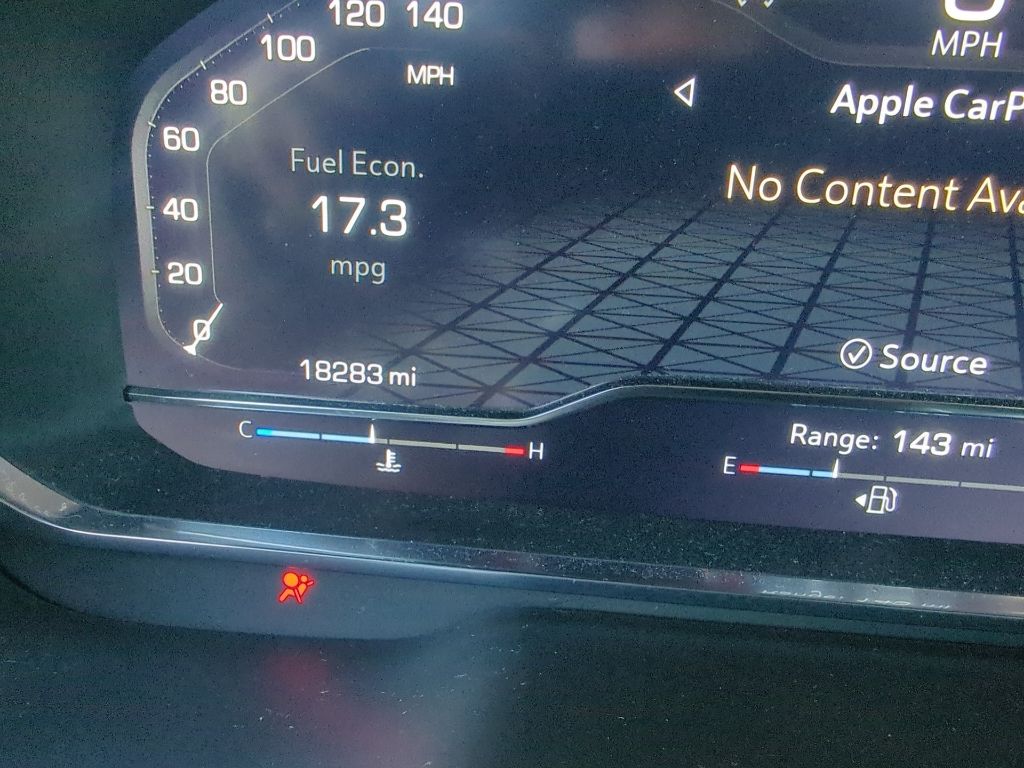 120 140
100
80
60
40
20
0
MPH
MPH
Fuel Econ.
17.3
mpg
18283 mi
Apple CarP
No Content Ava
Source
C H
Range: 143 mi
E